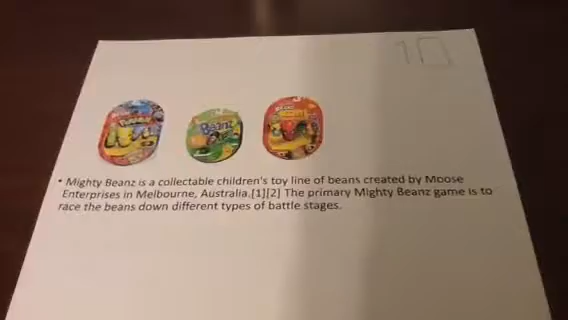 10
Beanz
• Mighty Beanz is a collectable children's toy line of beans created by Moose
Enterprises in Melbourne, Australia.[1][2] The primary Mighty Beanz game is to
race the beans down different types of battle stages.